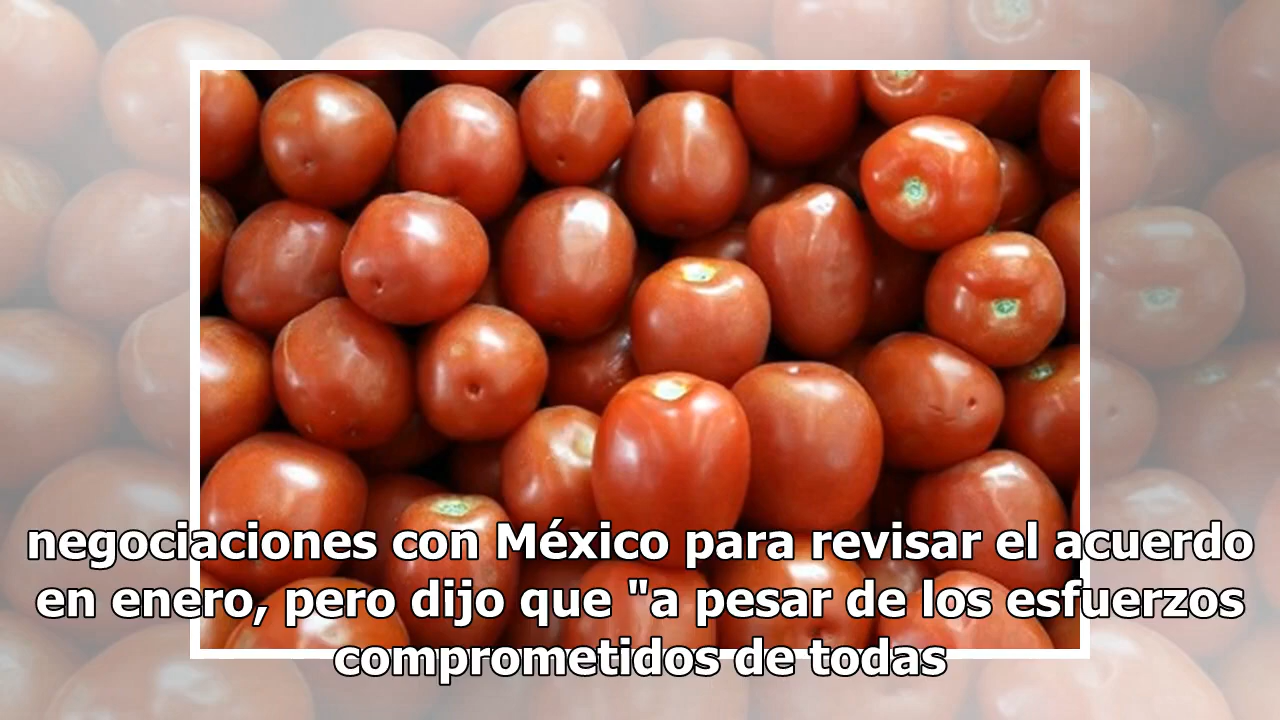 negociaciones con México para revisar el acuerdo
en enero, pero dijo que "a pesar de los esfuerzos
comprometidos de todas